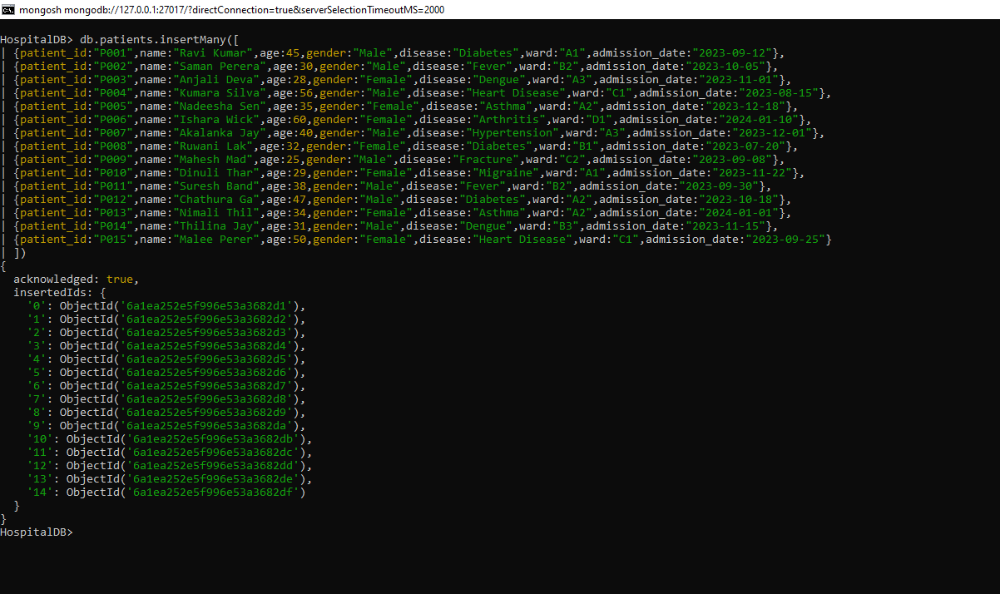 mongosh mongodb://127.0.0.1:27017/?directConnection=true&serverSelectionTimeoutMS=2000
HospitalDB> db.patients.insertMany([
| {patient_id:"P001",name:"Ravi Kumar",age:45,gender:"Male",disease:"Diabetes",ward:"A1",admission_date:"2023-09-12"},
| {patient_id:"P002",name:"Saman Perera",age:30,gender:"Male",disease:"Fever",ward:"B2",admission_date:"2023-10-05"},
| {patient_id:"P003",name:"Anjali Deva",age:28,gender:"Female",disease:"Dengue",ward:"A3",admission_date:"2023-11-01"},
| {patient_id:"P004",name:"Kumara Silva",age:56,gender:"Male",disease:"Heart Disease",ward:"C1",admission_date:"2023-08-15"},
| {patient_id:"P005",name:"Nadeesha Sen",age:35,gender:"Female",disease:"Asthma",ward:"A2",admission_date:"2023-12-18"},
| {patient_id:"P006",name:"Ishara Wick",age:60,gender:"Female",disease:"Arthritis",ward:"D1",admission_date:"2024-01-10"},
| {patient_id:"P007",name:"Akalanka Jay",age:40,gender:"Male",disease:"Hypertension",ward:"A3",admission_date:"2023-12-01"},
| {patient_id:"P008",name:"Ruwani Lak",age:32,gender:"Female",disease:"Diabetes",ward:"B1",admission_date:"2023-07-20"},
| {patient_id:"P009",name:"Mahesh Mad",age:25,gender:"Male",disease:"Fracture",ward:"C2",admission_date:"2023-09-08"},
| {patient_id:"P010",name:"Dinuli Thar",age:29,gender:"Female",disease:"Migraine",ward:"A1",admission_date:"2023-11-22"},
| {patient_id:"P011",name:"Suresh Band",age:38,gender:"Male",disease:"Fever",ward:"B2",admission_date:"2023-09-30"},
| {patient_id:"P012",name:"Chathura Ga",age:47,gender:"Male",disease:"Diabetes",ward:"A2",admission_date:"2023-10-18"},
| {patient_id:"P013",name:"Nimali Thil",age:34,gender:"Female",disease:"Asthma",ward:"A2",admission_date:"2024-01-01"},
| {patient_id:"P014",name:"Thilina Jay",age:31,gender:"Male",disease:"Dengue",ward:"B3",admission_date:"2023-11-15"},
| {patient_id:"P015",name:"Malee Perer",age:50,gender:"Female",disease:"Heart Disease",ward:"C1",admission_date:"2023-09-25"}
| ])
{
acknowledged: true,
insertedIds: {
'0': ObjectId('6a1ea252e5f996e53a3682d1'),
'1': ObjectId('6a1ea252e5f996e53a3682d2'),
'2': ObjectId('6a1ea252e5f996e53a3682d3'),
'3': ObjectId('6a1ea252e5f996e53a3682d4'),
'4': ObjectId('6a1ea252e5f996e53a3682d5'),
'5': ObjectId('6a1ea252e5f996e53a3682d6'),
'6': ObjectId('6a1ea252e5f996e53a3682d7'),
'7': ObjectId('6a1ea252e5f996e53a3682d8'),
'8': ObjectId('6a1ea252e5f996e53a3682d9'),
'9': ObjectId('6a1ea252e5f996e53a3682da'),
'10': ObjectId('6a1ea252e5f996e53a3682db'),
'11': ObjectId('6a1ea252e5f996e53a3682dc'),
'12': ObjectId('6a1ea252e5f996e53a3682dd'),
'13': ObjectId('6a1ea252e5f996e53a3682de'),
'14': ObjectId('6a1ea252e5f996e53a3682df')
}
}
HospitalDB>